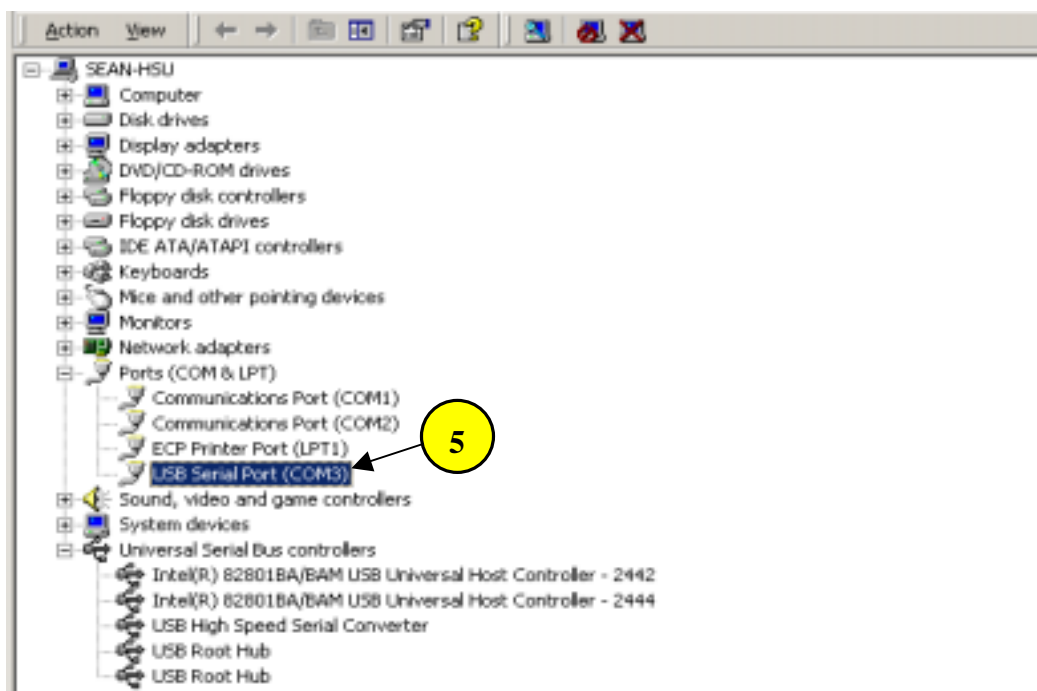 Action View
SEAN-HSU
Computer
Disk drives
Display adapters
DVD/CD-ROM drives
Floppy disk controllers
Floppy disk drives
IDE ATA/ATAPI controllers
Keyboards
Mice and other pointing devices
Monitors
Network adapters
Ports (COM & LPT)
Communications Port (COM1)
Communications Port (COM2)
ECP Printer Port (LPT1)
5
USB Serial Port (COM3)
Sound, video and game controllers
System devices
Universal Serial Bus controllers
Intel(R) 82801BA/BAM USB Universal Host Controller - 2442
Intel(R) 82801BA/BAM USB Universal Host Controller - 2444
USB High Speed Serial Converter
USB Root Hub
USB Root Hub